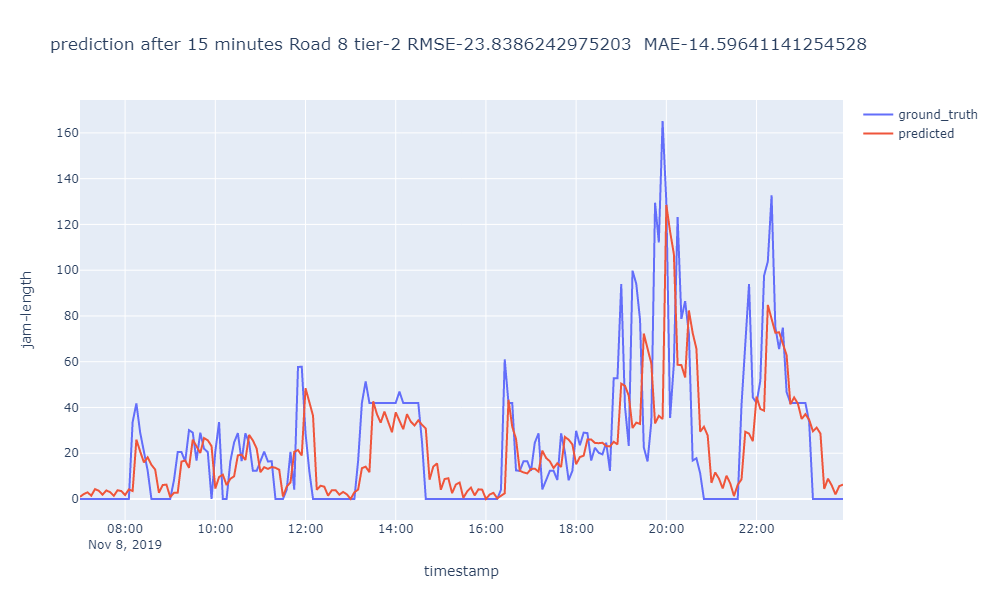 prediction after 15 minutes Road 8 tier-2 RMSE-23.8386242975203  MAE-14.59641141254528
ground_truth
predicted
160
140
120
100
80
60
40
20
0
jam-length
08:00 10:00 12:00 14:00 16:00 18:00 20:00 22:00
Nov 8, 2019
timestamp